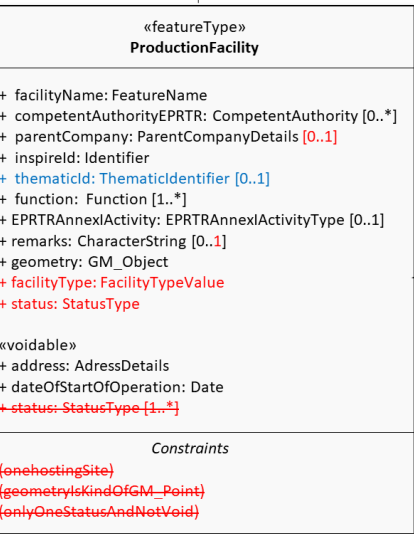 «featureType»
ProductionFacility
+ facilityName: FeatureName
+ competentAuthorityEPRTR: CompetentAuthority [0..*]
+ parentCompany: ParentCompanyDetails [0..1]
+ inspireId: Identifier
+ thematicId: ThematicIdentifier [0..1]
+ function: Function [1..*]
+ EPRTRAnnexIActivity: EPRTRAnnexIActivityType [0..1]
+ remarks: CharacterString [0..1]
+ geometry: GM_Object
+ facilityType: FacilityTypeValue
+ status: StatusType
«voidable»
+ address: AdressDetails
+ dateOfStartOfOperation: Date
+ status: StatusType [1..*]
Constraints
(onehostingSite)
(geometryIsKindOfGM_Point)
(onlyOneStatusAndNotVoid)